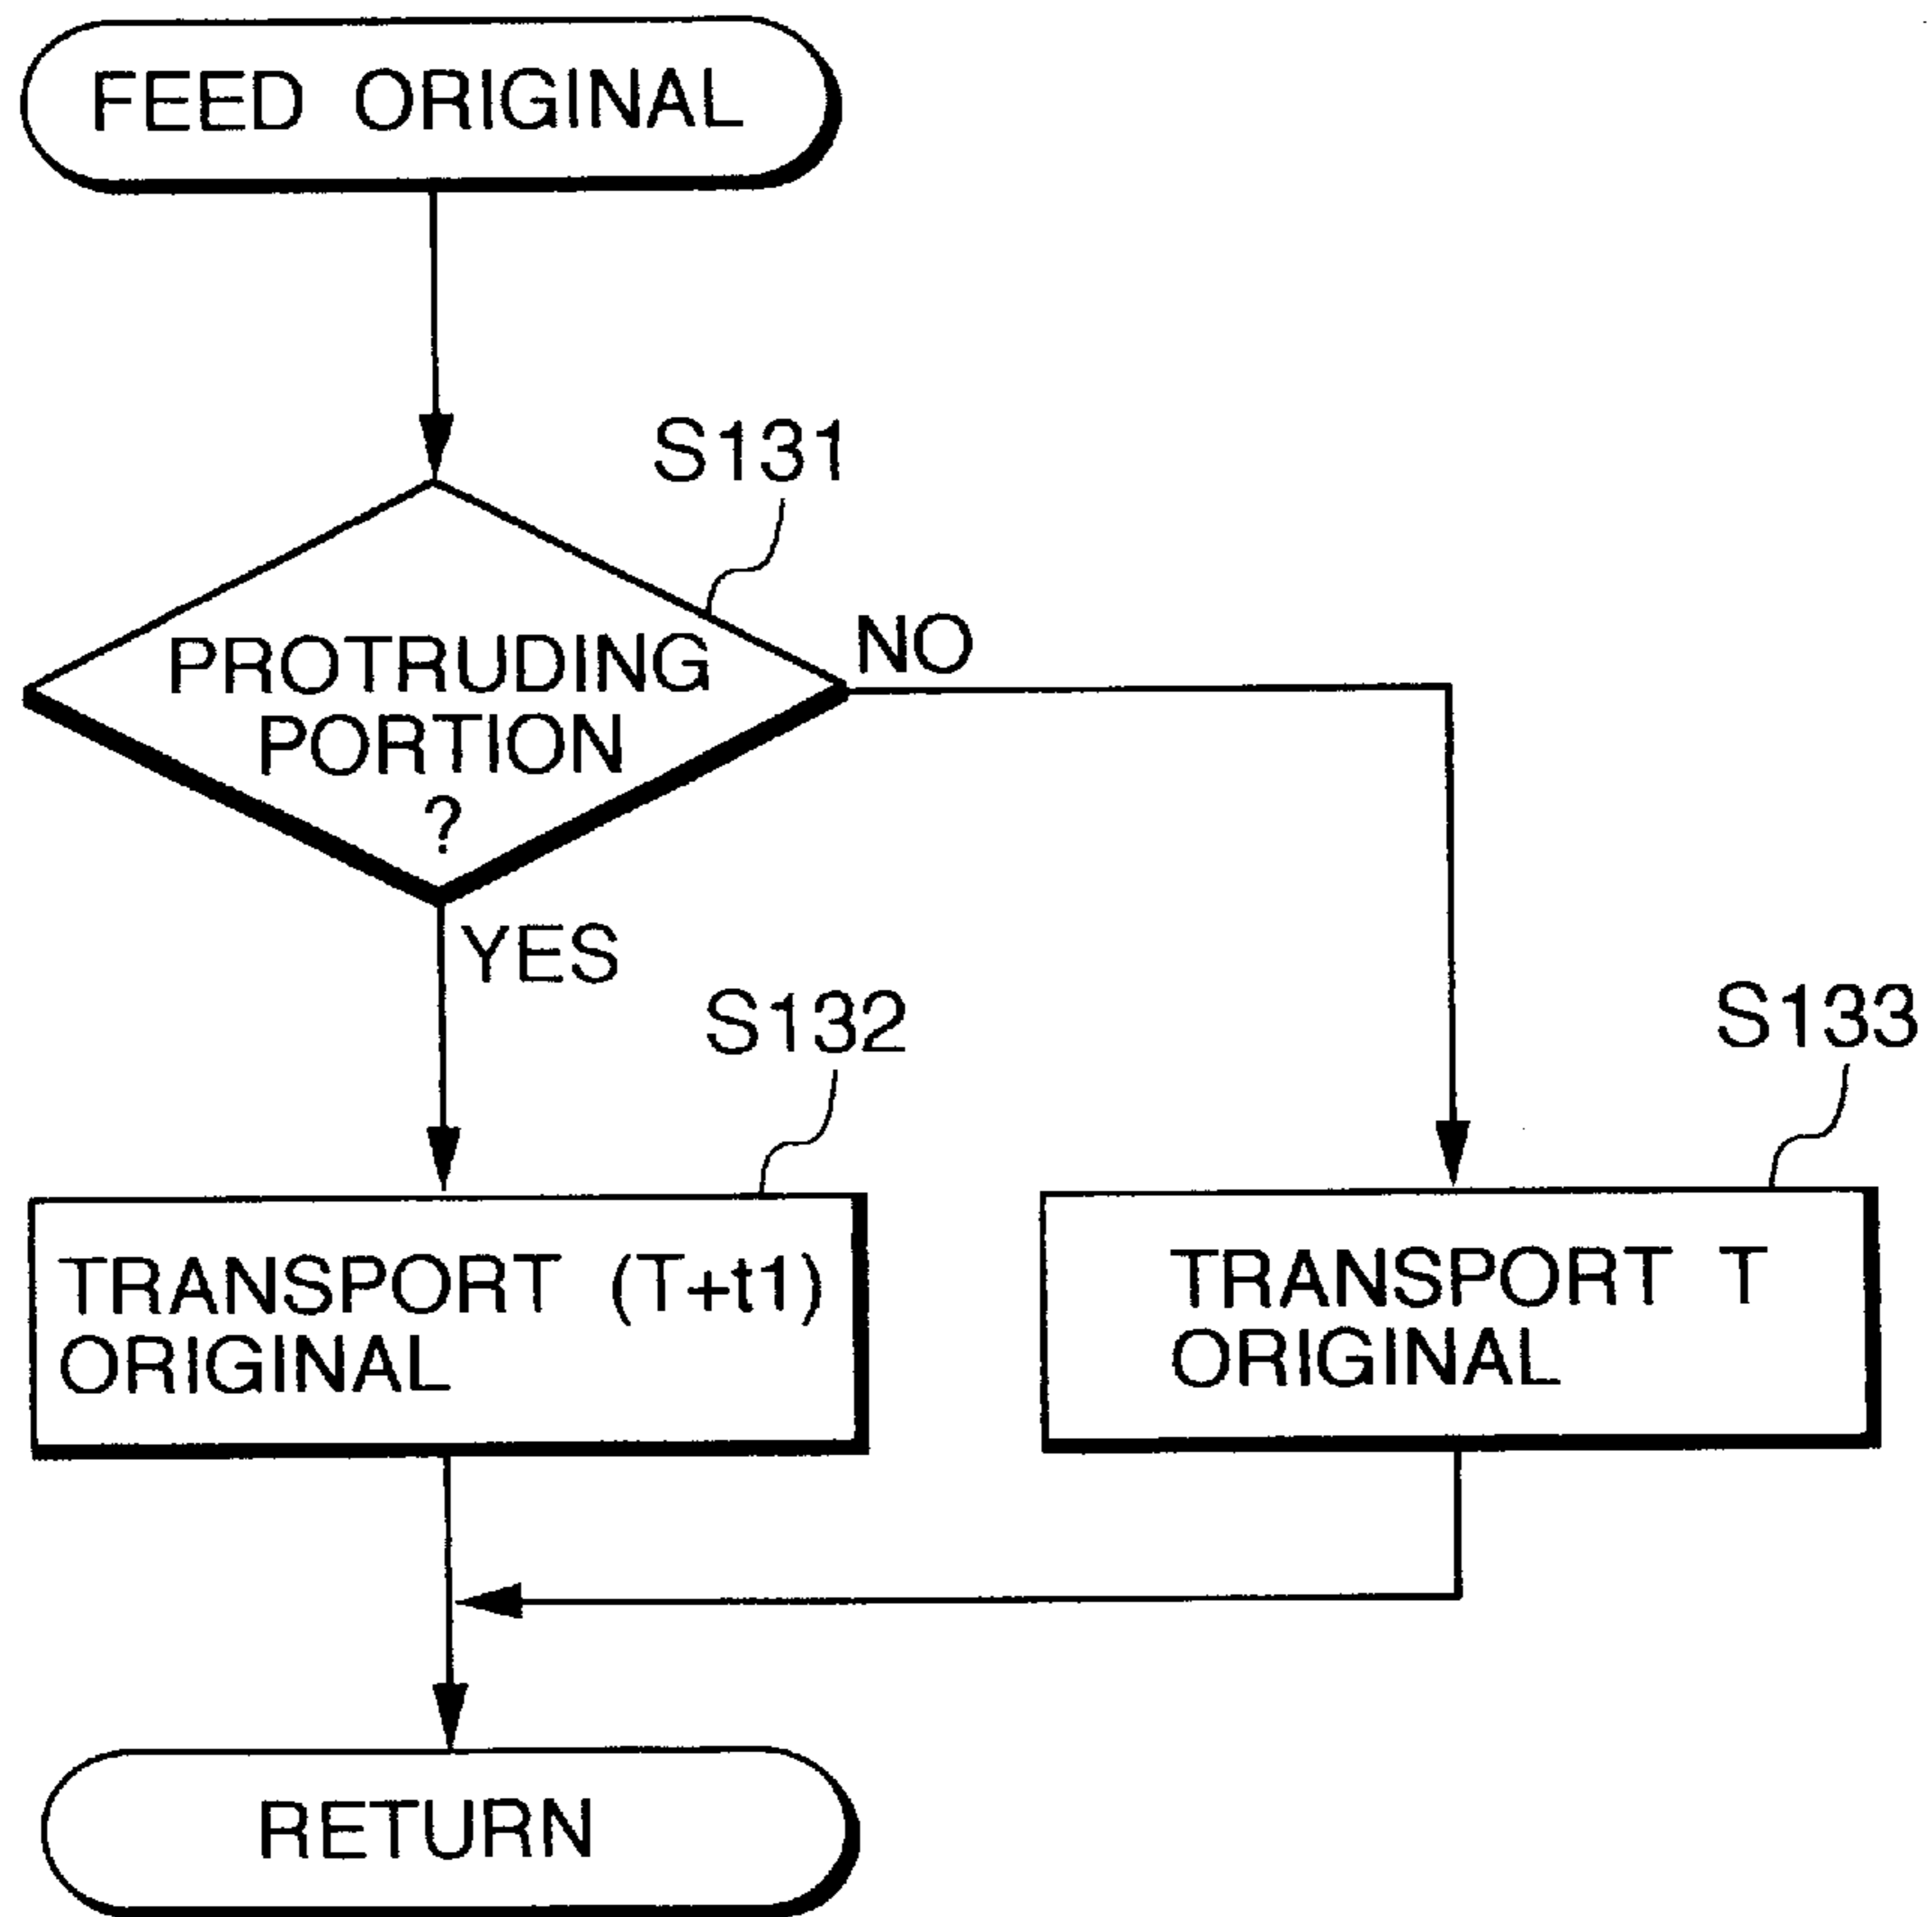 FEED ORIGINAL
S131
PROTRUDING
PORTION
?
NO
YES
S132
S133
TRANSPORT (T+t1)
ORIGINAL
TRANSPORT T
ORIGINAL
RETURN